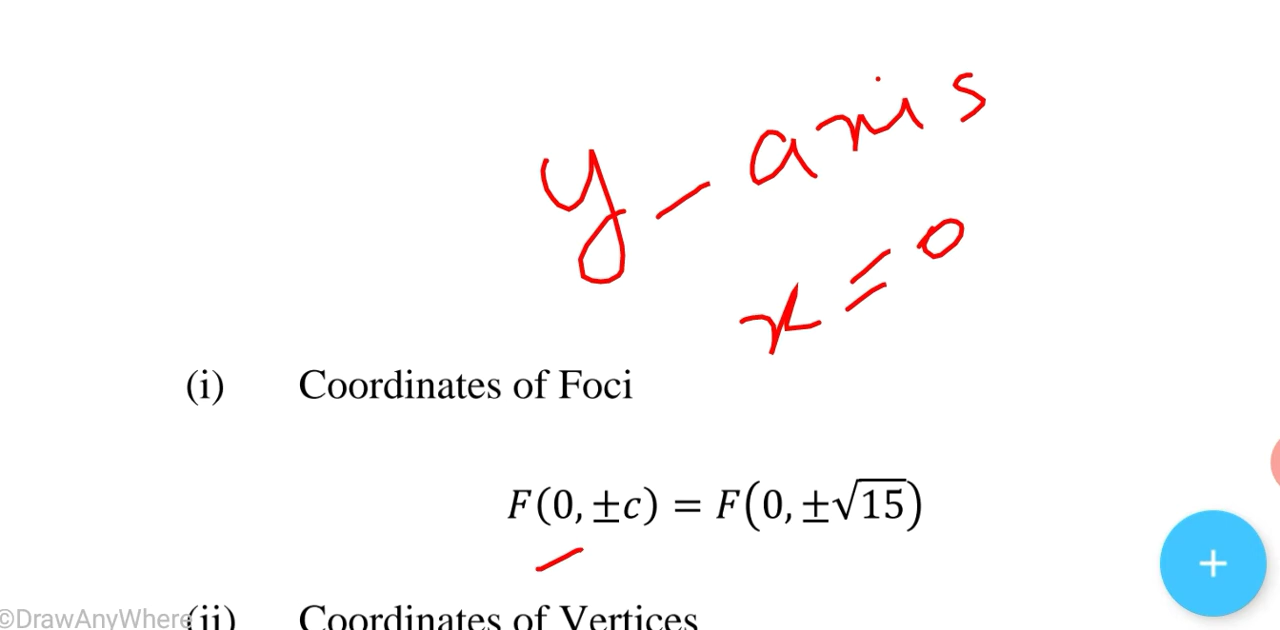 y - axis
x = 0
(i) Coordinates of Foci
F(0, ±c) = F(0, ±√15)
©DrawAnyWhere
(ii) Coordinates of Vertices
+